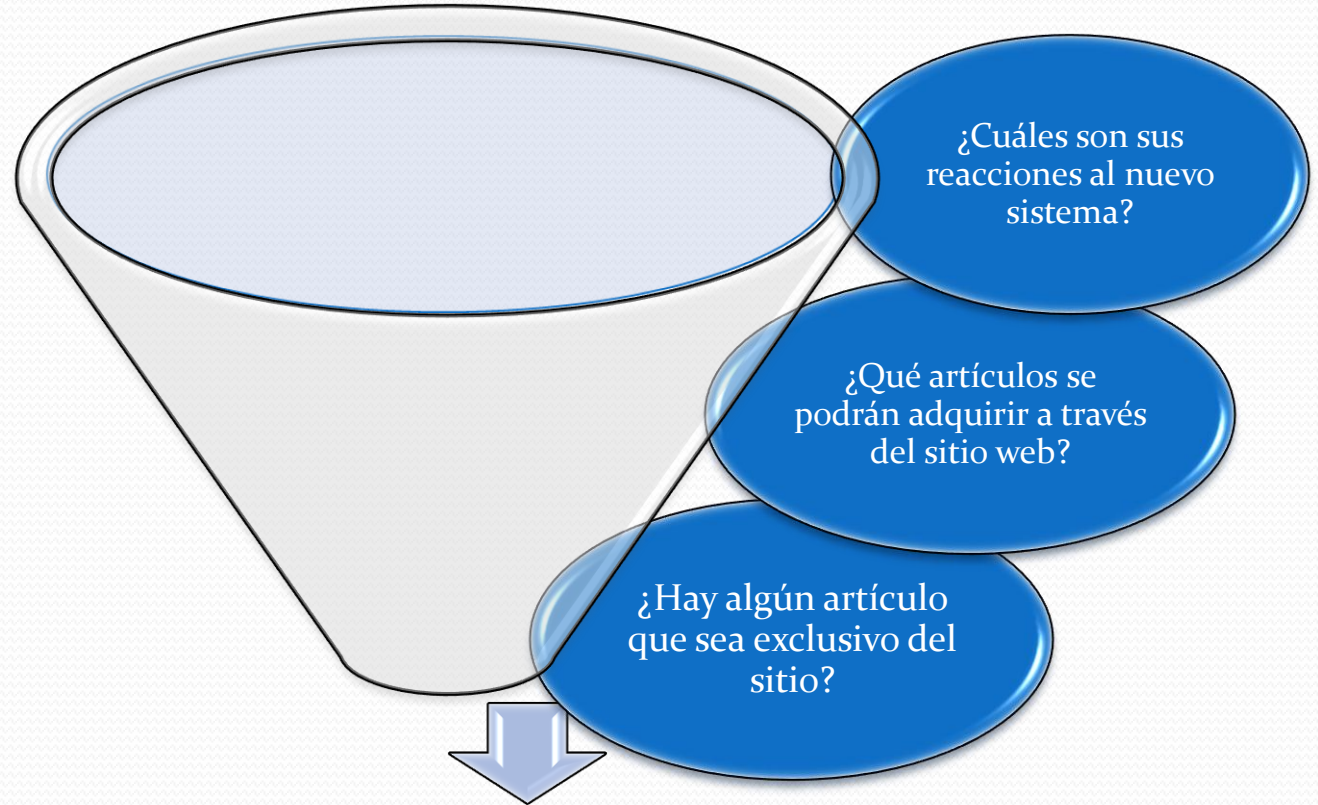 ¿Cuáles son sus
reacciones al nuevo
sistema?
¿Qué artículos se
podrán adquirir a través
del sitio web?
¿Hay algún artículo
que sea exclusivo del
sitio?